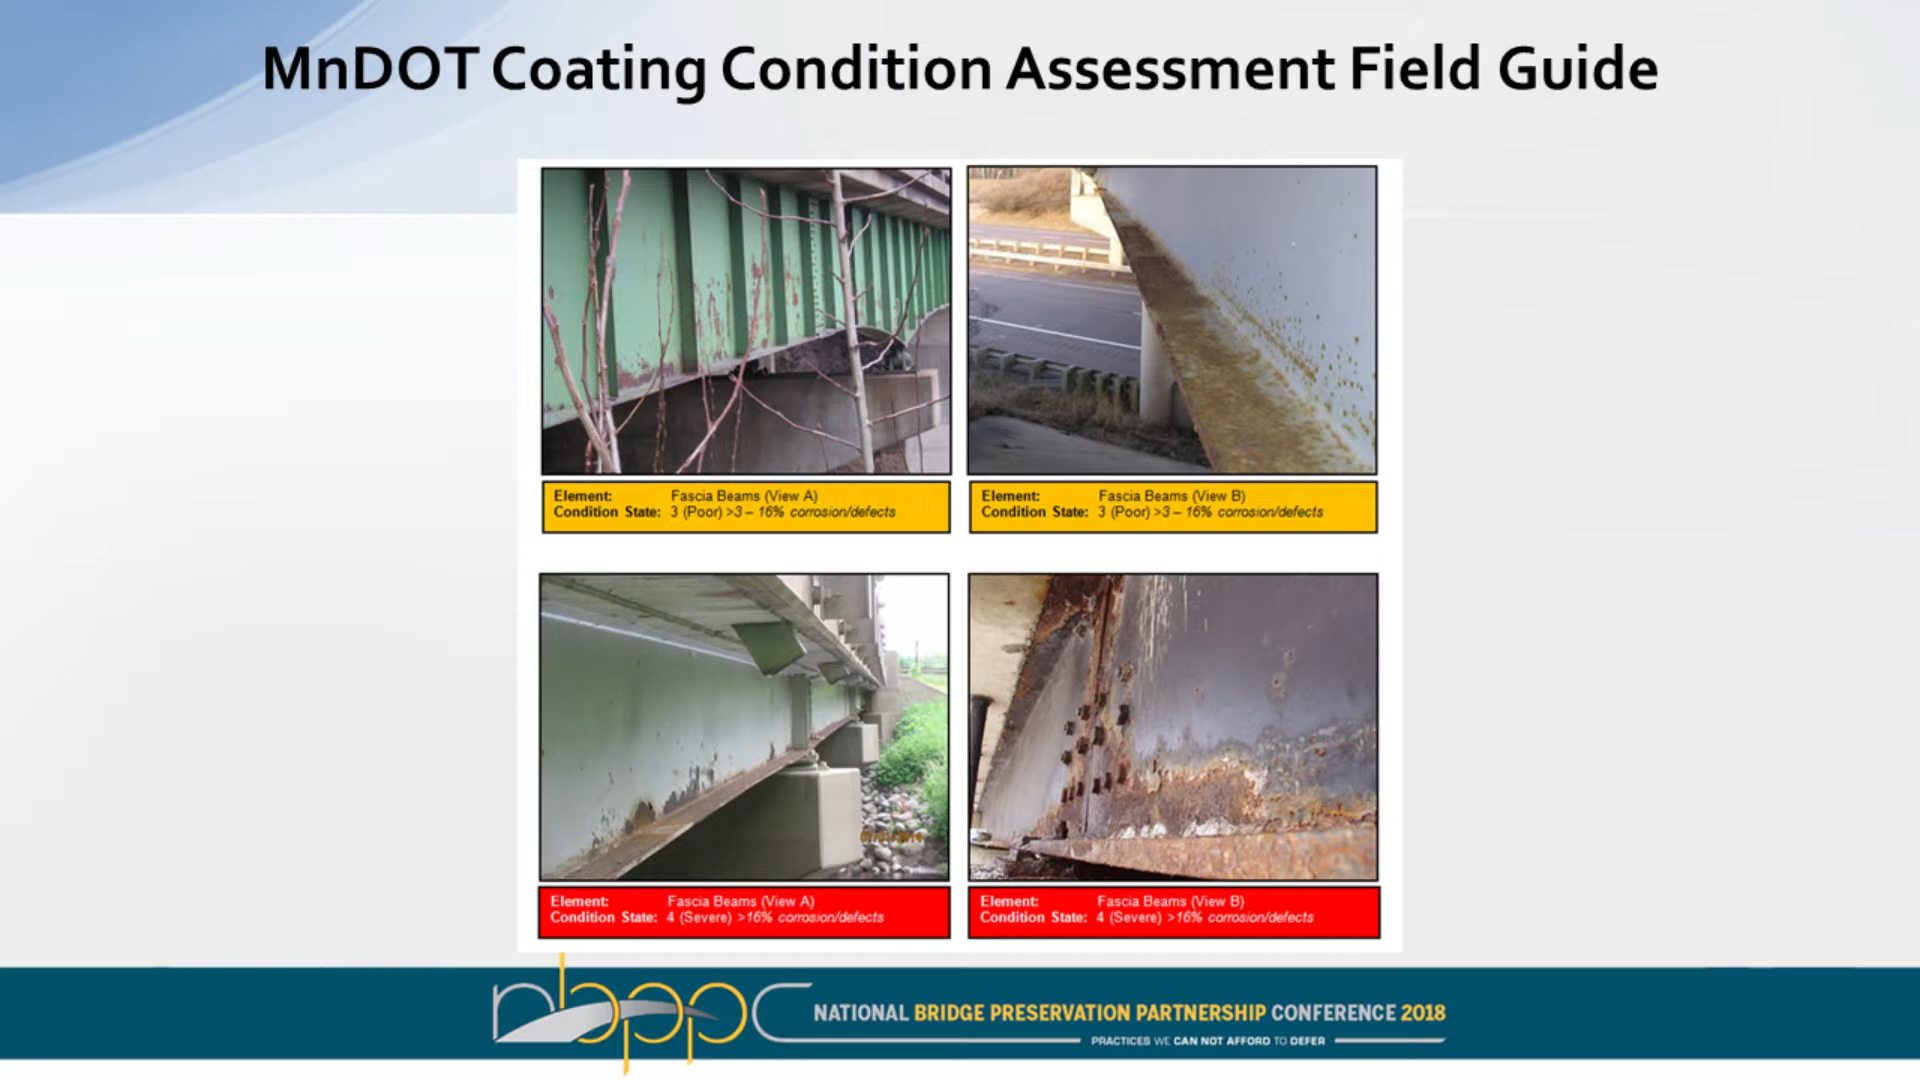 MnDOT Coating Condition Assessment Field Guide
Element: Fascia Beams (View A)
Condition State: 3 (Poor) >3 – 16% corrosion/defects
Element: Fascia Beams (View B)
Condition State: 3 (Poor) >3 – 16% corrosion/defects
Element: Fascia Beams (View A)
Condition State: 4 (Severe) >16% corrosion/defects
Element: Fascia Beams (View B)
Condition State: 4 (Severe) >16% corrosion/defects
nbppc
NATIONAL BRIDGE PRESERVATION PARTNERSHIP CONFERENCE 2018
PRACTICES WE CAN NOT AFFORD TO DEFER